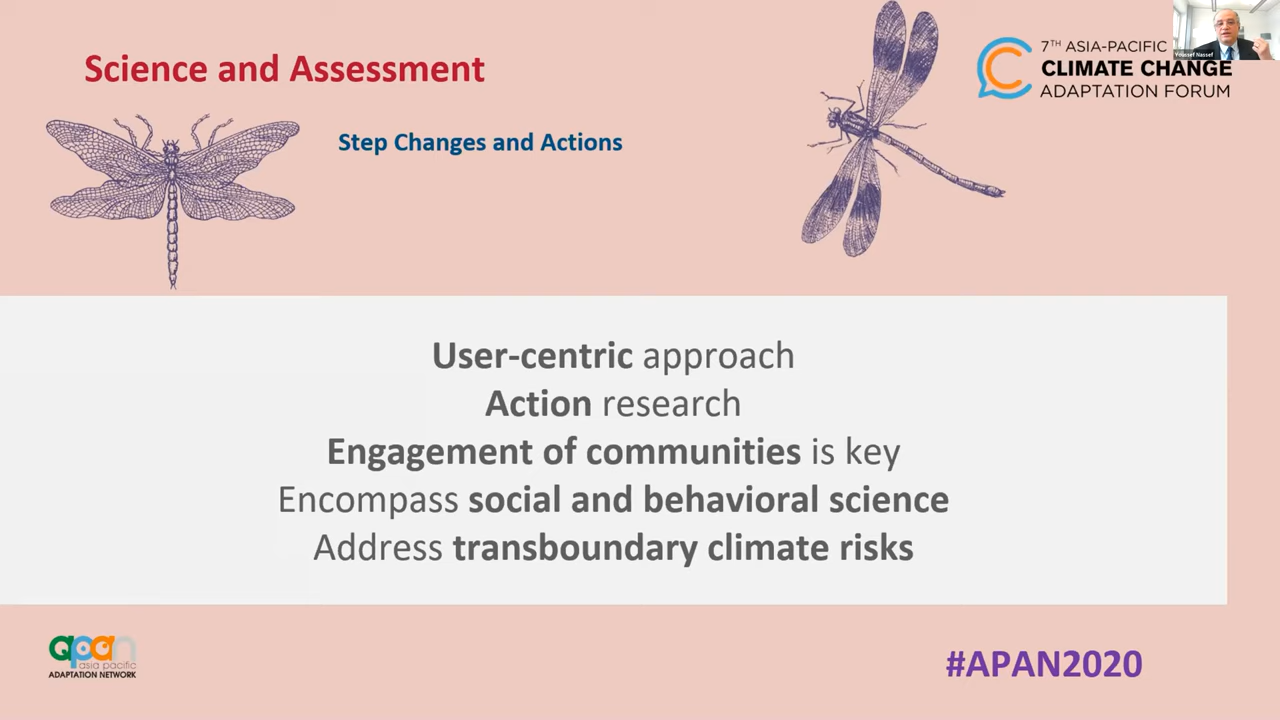 Science and Assessment
Step Changes and Actions
7TH ASIA-PACIFIC
CLIMATE CHANGE
ADAPTATION FORUM
Youssef Nassef
User-centric approach
Action research
Engagement of communities is key
Encompass social and behavioral science
Address transboundary climate risks
apan
asia pacific
ADAPTATION NETWORK
#APAN2020